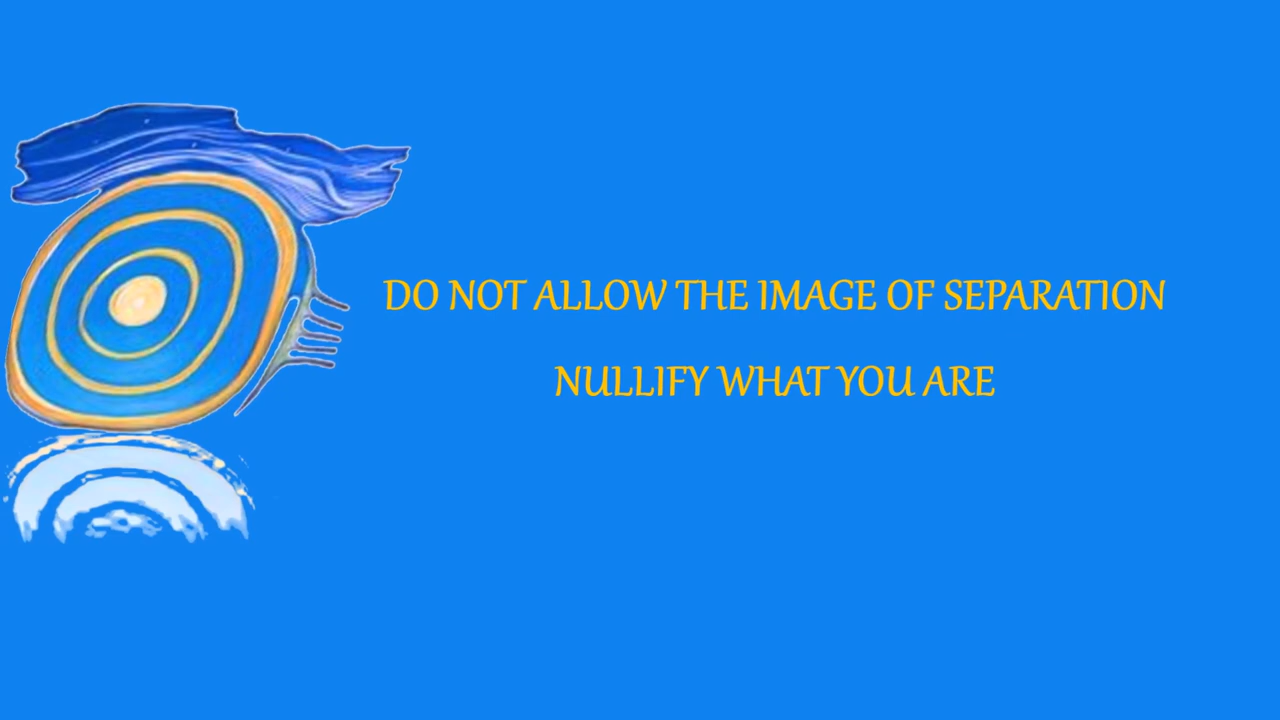 DO NOT ALLOW THE IMAGE OF SEPARATION
NULLIFY WHAT YOU ARE